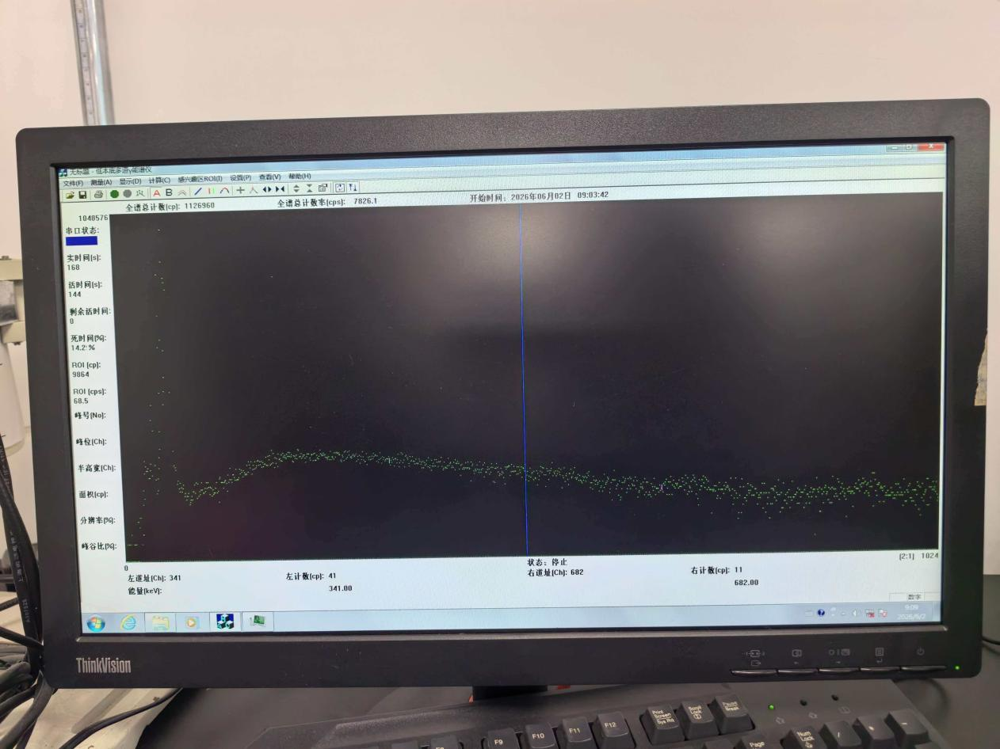 无标题 - 低本底多道γ能谱仪
文件(F) 测量(A) 显示(D) 计算(C) 感兴趣区ROI(I) 设置(P) 查看(V) 帮助(H)
A B
全谱总计数(cp): 1126960 全谱总计数率(cps): 7826.1 开始时间: 2026年06月02日 09:03:42
1048576
串口状态:
实时间(s):
168
活时间(s):
144
剩余活时间:
0
死时间(%):
14.2:%
ROI (cp):
9864
ROI (cps):
68.5
峰号(No):
峰位(Ch):
半高宽(Ch):
面积(cp):
分辨率(%):
峰谷比(%):
0 [2:1] 1024
状态: 停止
左道址(Ch): 341 左计数(cp): 41 右道址(Ch): 682 右计数(cp): 11
能量(keV): 341.00 682.00
数字
9:09
2026/6/2
ThinkVision
Print Screen Sys Rq
Scroll Lock
Pause Break
F9 F10 F11 F12
Num Lock / * -
Page